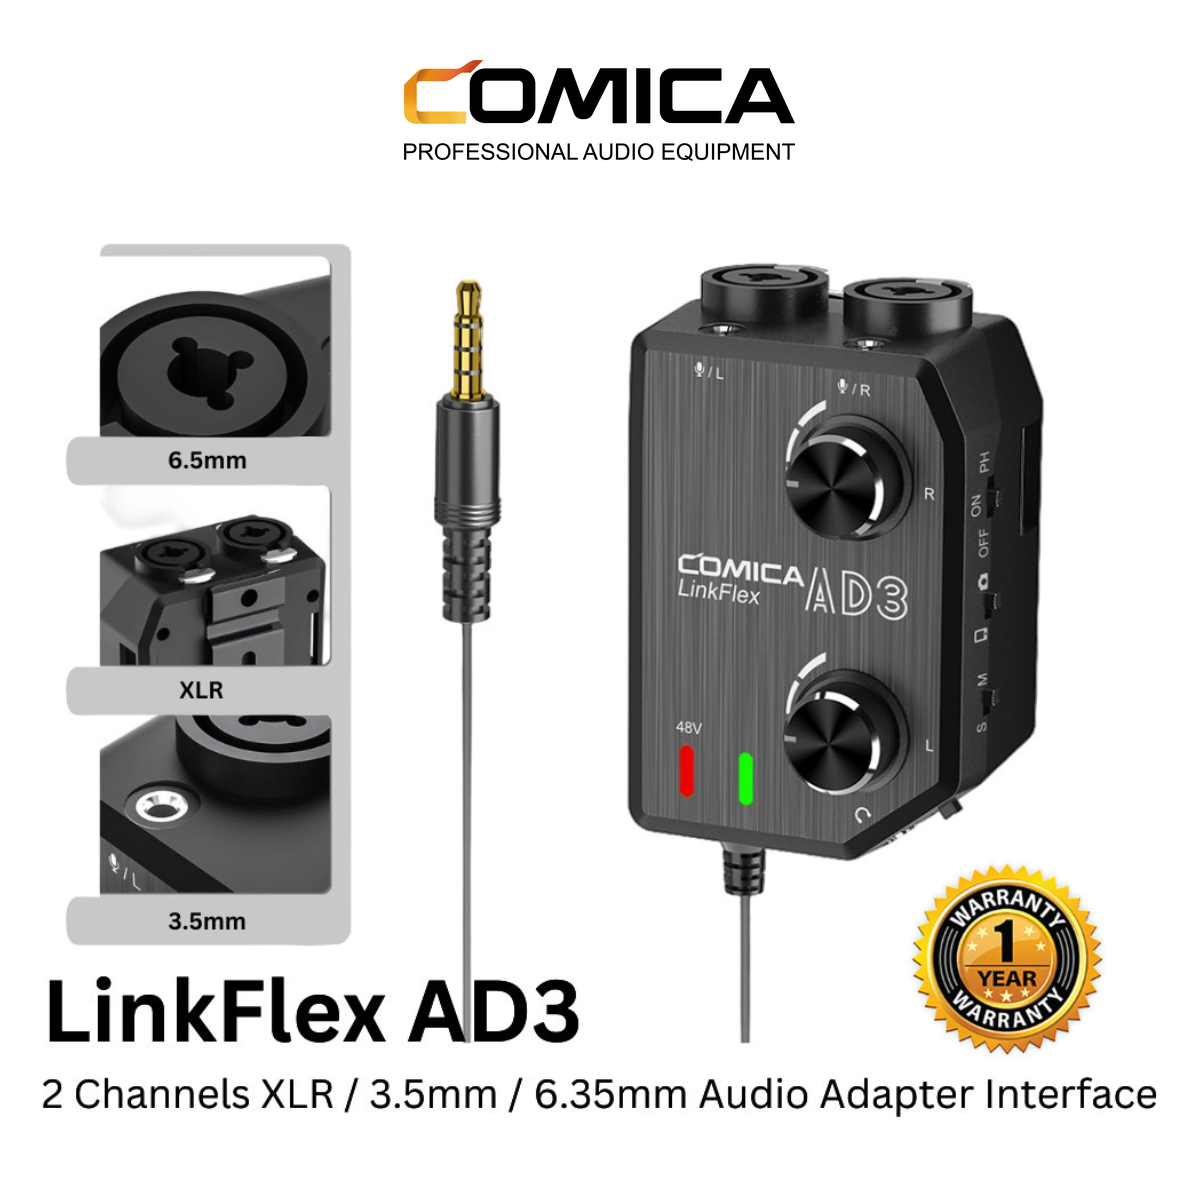 COMICA
PROFESSIONAL AUDIO EQUIPMENT
6.5mm
XLR
/ L
3.5mm
/ L
/ R
R
PH
ON
OFF
M
S
COMICA
LinkFlex
AD3
48V
L
WARRANTY
1
YEAR
WARRANTY
LinkFlex AD3
2 Channels XLR / 3.5mm / 6.35mm Audio Adapter Interface